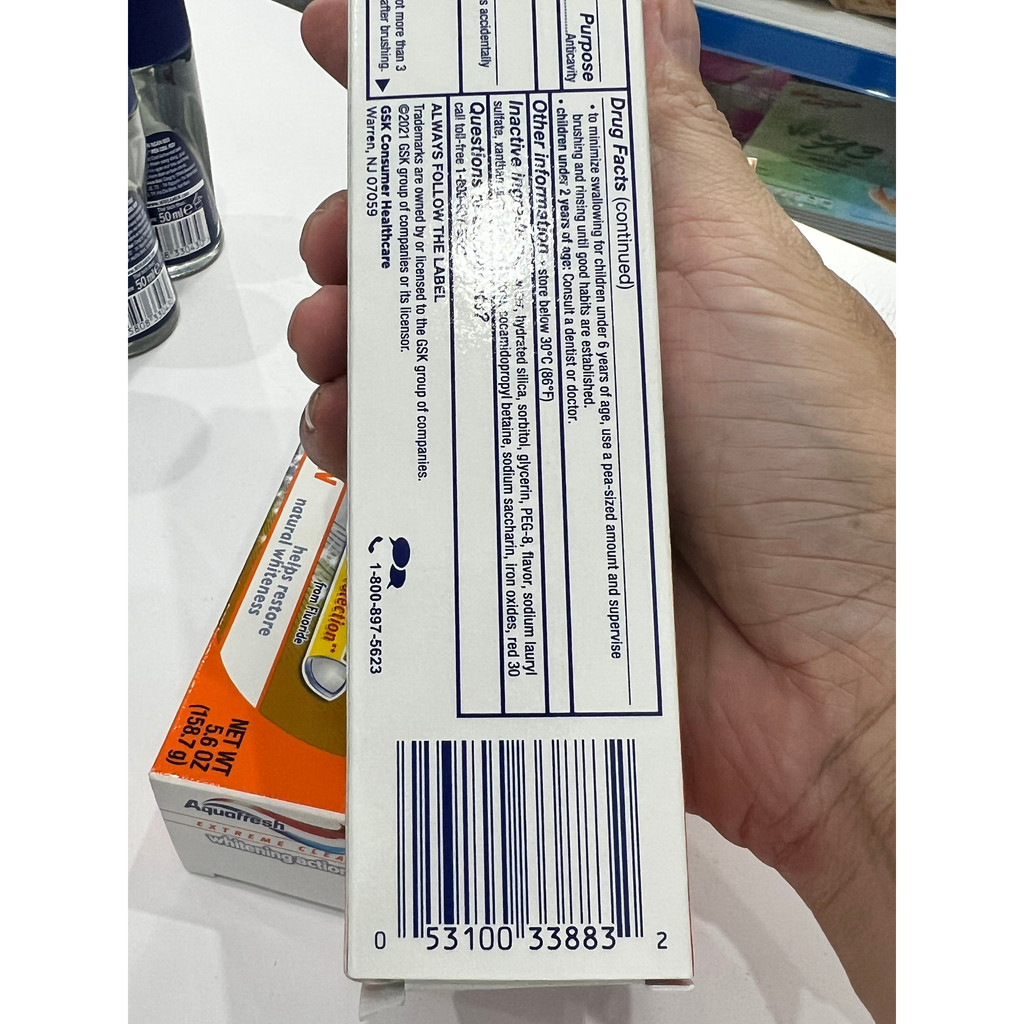 Purpose
Anticavity
s accidentally
ot more than 3
after brushing.
Drug Facts (continued)
• to minimize swallowing for children under 6 years of age, use a pea-sized amount and supervise
brushing and rinsing until good habits are established.
• children under 2 years of age: Consult a dentist or doctor.
Other information • store below 30°C (86°F)
Inactive hydrated silica, sorbitol, glycerin, PEG-8, flavor, sodium lauryl
sulfate, xanthan cocamidopropyl betaine, sodium saccharin, iron oxides, red 30
Questions
call toll-free
ALWAYS FOLLOW THE LABEL
Trademarks are owned by or licensed to the GSK group of companies.
©2021 GSK group of companies or its licensor.
GSK Consumer Healthcare
Warren, NJ 07059
1-800-897-5623
0 53100 33883 2
helps restore
natural whiteness
from Fluoride
NET WT
5.6 OZ
(158.7 g)
Aquafresh
EXTREME CLEA
whitening action
50 ml e
50 ml e